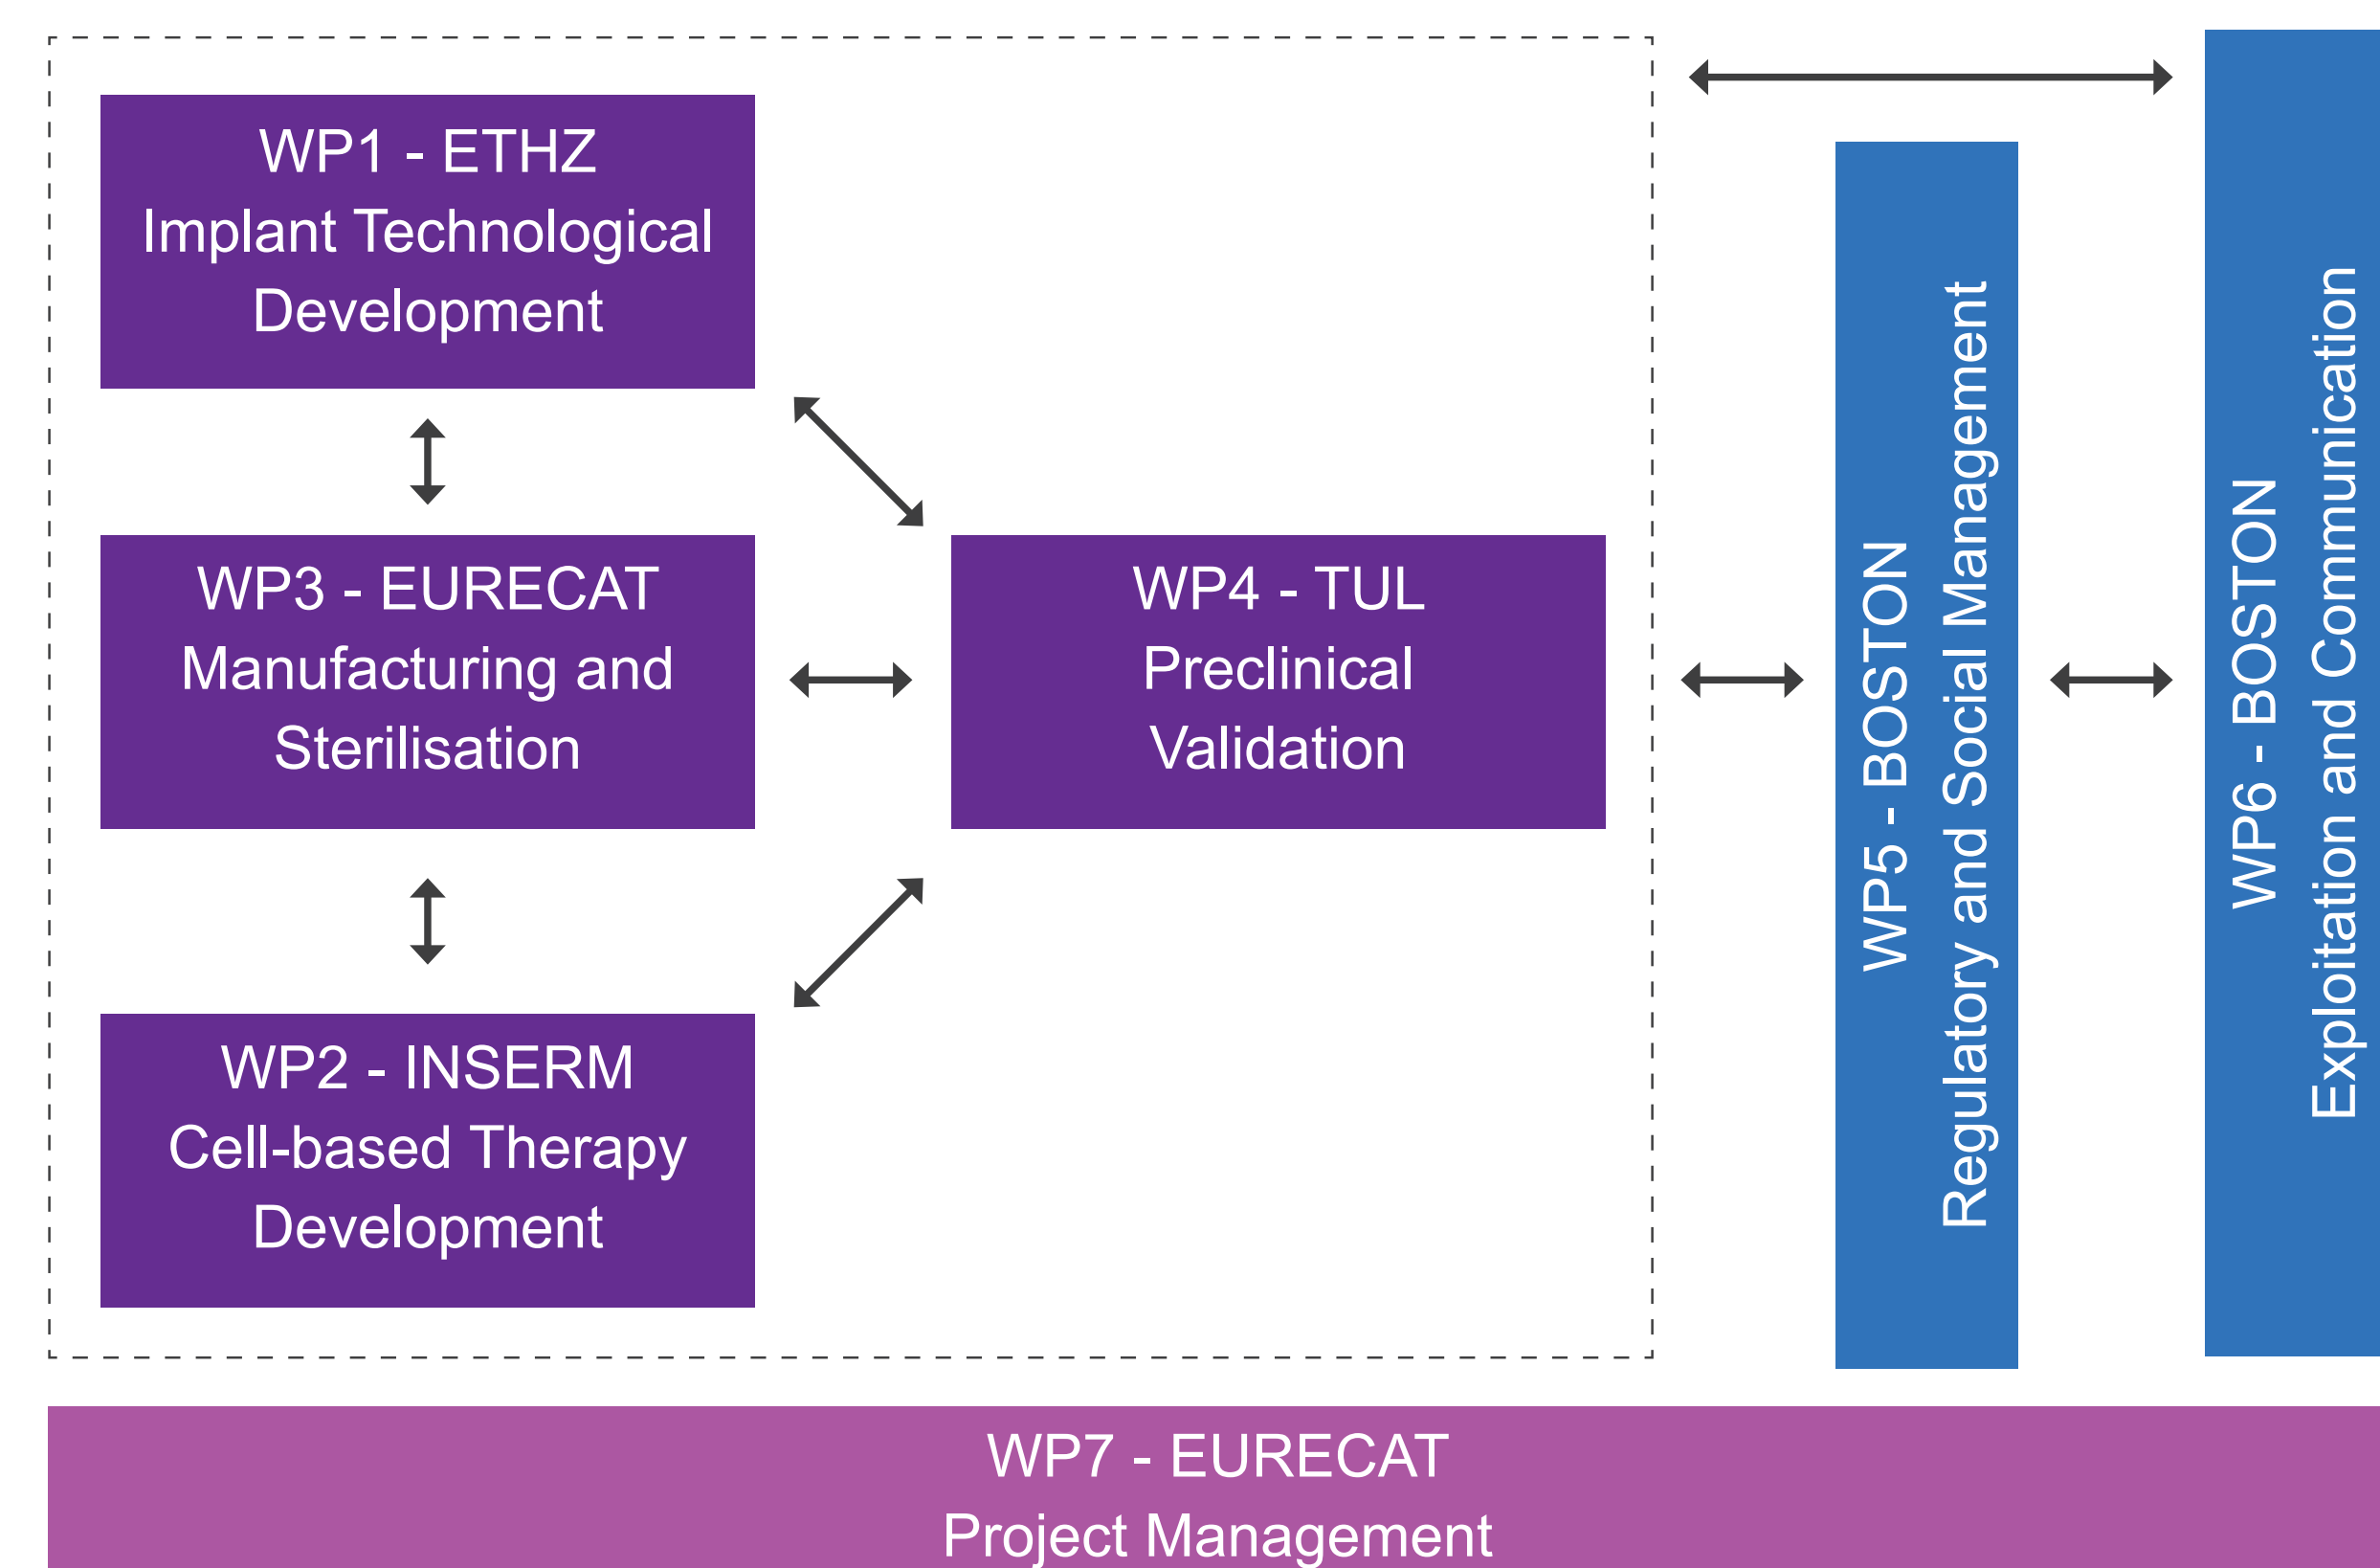 WP1 - ETHZ
Implant Technological
Development
WP3 - EURECAT
Manufacturing and
Sterilisation
WP4 - TUL
Preclinical
Validation
WP2 - INSERM
Cell-based Therapy
Development
WP5 - BOSTON
Regulatory and Social Management
WP6 - BOSTON
Exploitation and Communication
WP7 - EURECAT
Project Management